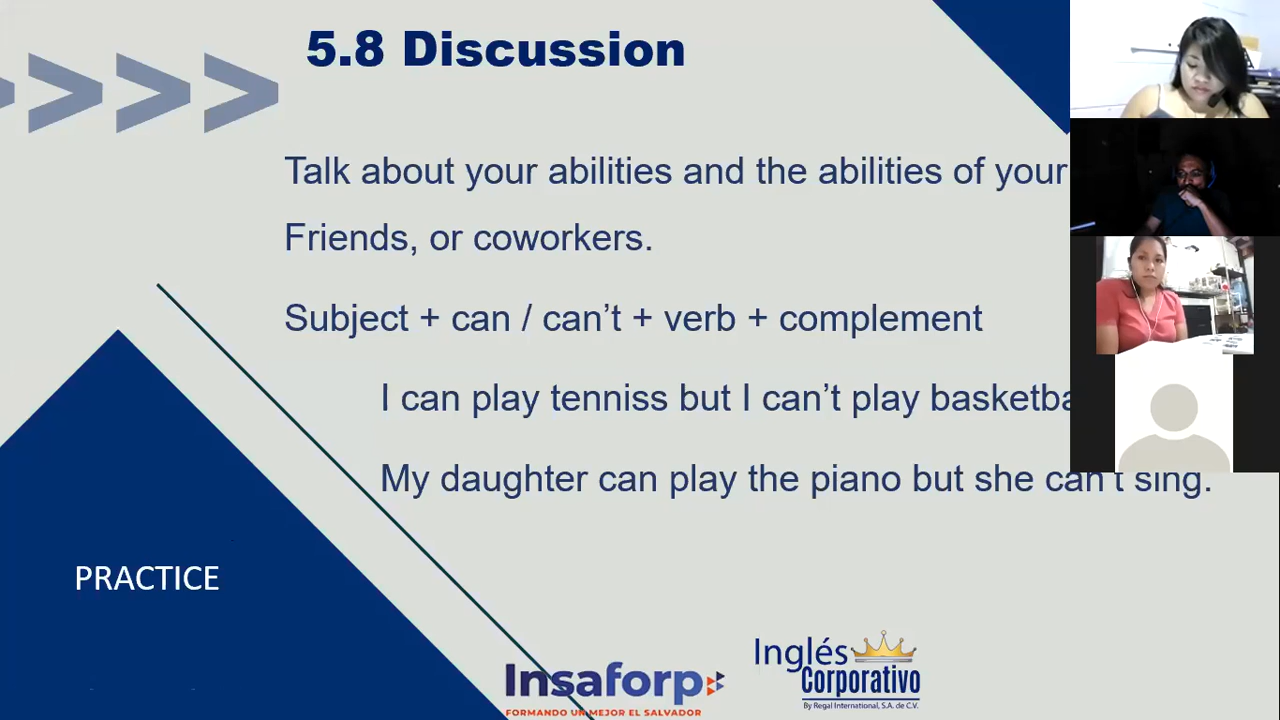 5.8 Discussion
Talk about your abilities and the abilities of your
Friends, or coworkers.
Subject + can / can't + verb + complement
I can play tenniss but I can't play
My daughter can play the piano but she can't sing.
PRACTICE
Insaforp
FORMANDO UN MEJOR EL SALVADOR
Inglés
Corporativo
By Regal International, S.A. de C.V.